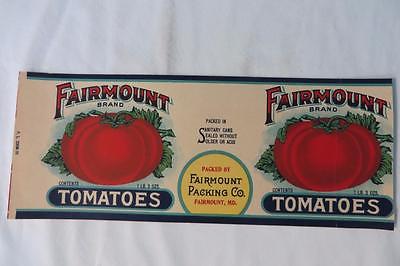 FAIRMOUNT
BRAND
CONTENTS 1 LB. 3 OZS.
TOMATOES
PACKED IN
SANITARY CANS
SEALED WITHOUT
SOLDER OR ACID
PACKED BY
FAIRMOUNT
PACKING CO.
FAIRMOUNT, MD.
FAIRMOUNT
BRAND
CONTENTS 1 LB. 3 OZS.
TOMATOES